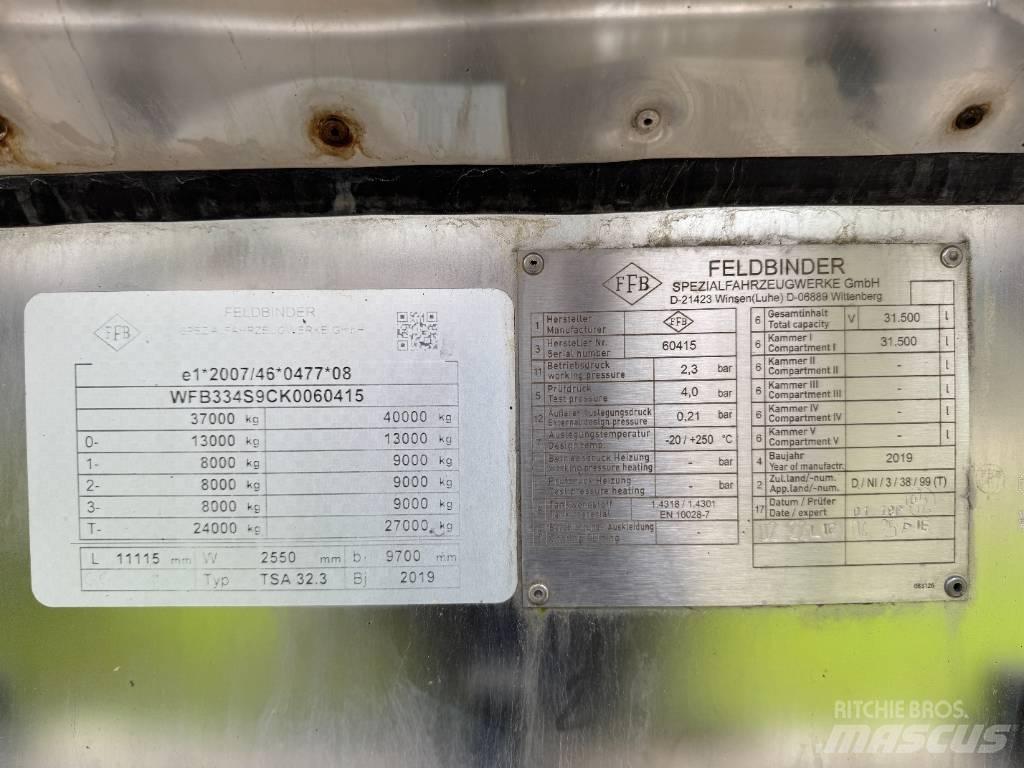 FFB
FELDBINDER
SPEZIALFAHRZEUGWERKE GmbH
e1*2007/46*0477*08
WFB334S9CK0060415
37000 kg 40000 kg
0- 13000 kg 13000 kg
1- 8000 kg 9000 kg
2- 8000 kg 9000 kg
3- 8000 kg 9000 kg
T- 24000 kg 27000 kg
L 11115 mm W 2550 mm b 9700 mm
Typ TSA 32.3 Bj 2019
FFB
FELDBINDER
SPEZIALFAHRZEUGWERKE GmbH
D-21423 Winsen(Luhe) D-06889 Wittenberg
1 Hersteller
Manufacturer FFB
3 Hersteller Nr.
Serial number 60415
11 Betriebsdruck
working pressure 2,3 bar
5 Prüfdruck
Test pressure 4,0 bar
12 Äußerer Auslegungsdruck
External design pressure 0,21 bar
7 Auslegungstemperatur
Design temp. -20 / +250 °C
Betriebsdruck Heizung
working pressure heating - bar
Prüfdruck Heizung
Test pressure heating - bar
Tankwerkstoff 1.4318 / 1.4301
EN 10028-7
Auskleidung
-
6 Gesamtinhalt
Total capacity V 31.500 l
6 Kammer I
Compartment I 31.500 l
6 Kammer II
Compartment II - l
6 Kammer III
Compartment III - l
6 Kammer IV
Compartment IV - l
6 Kammer V
Compartment V - l
4 Baujahr
Year of manufactr. 2019
2 Zul.land/-num.
App.land/-num. D / NI / 3 / 38 / 99 (T)
17 Datum / Prüfer
Date / expert
083126
RITCHIE BROS.
MASCUS